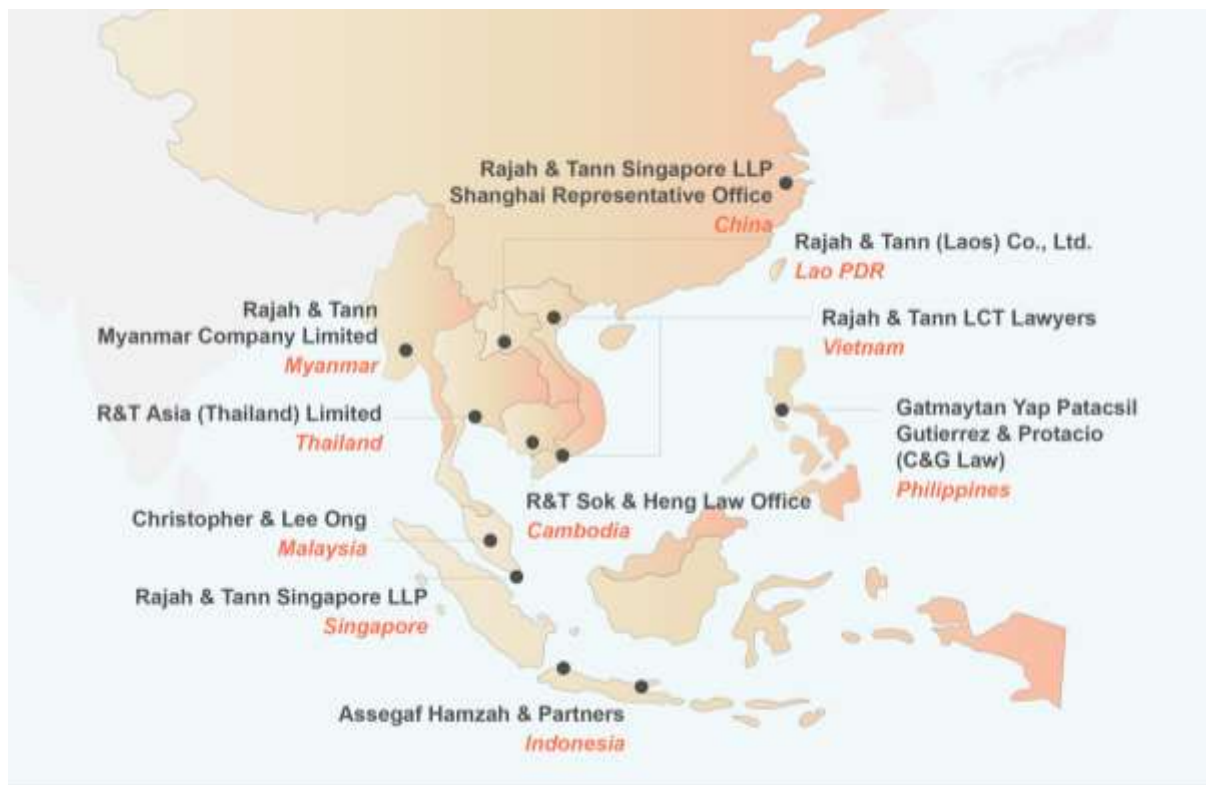 Rajah & Tann Singapore LLP
Shanghai Representative Office
China
Rajah & Tann (Laos) Co., Ltd.
Lao PDR
Rajah & Tann
Myanmar Company Limited
Myanmar
Rajah & Tann LCT Lawyers
Vietnam
R&T Asia (Thailand) Limited
Thailand
Gatmaytan Yap Patacsil
Gutierrez & Protacio
(C&G Law)
Philippines
R&T Sok & Heng Law Office
Cambodia
Christopher & Lee Ong
Malaysia
Rajah & Tann Singapore LLP
Singapore
Assegaf Hamzah & Partners
Indonesia